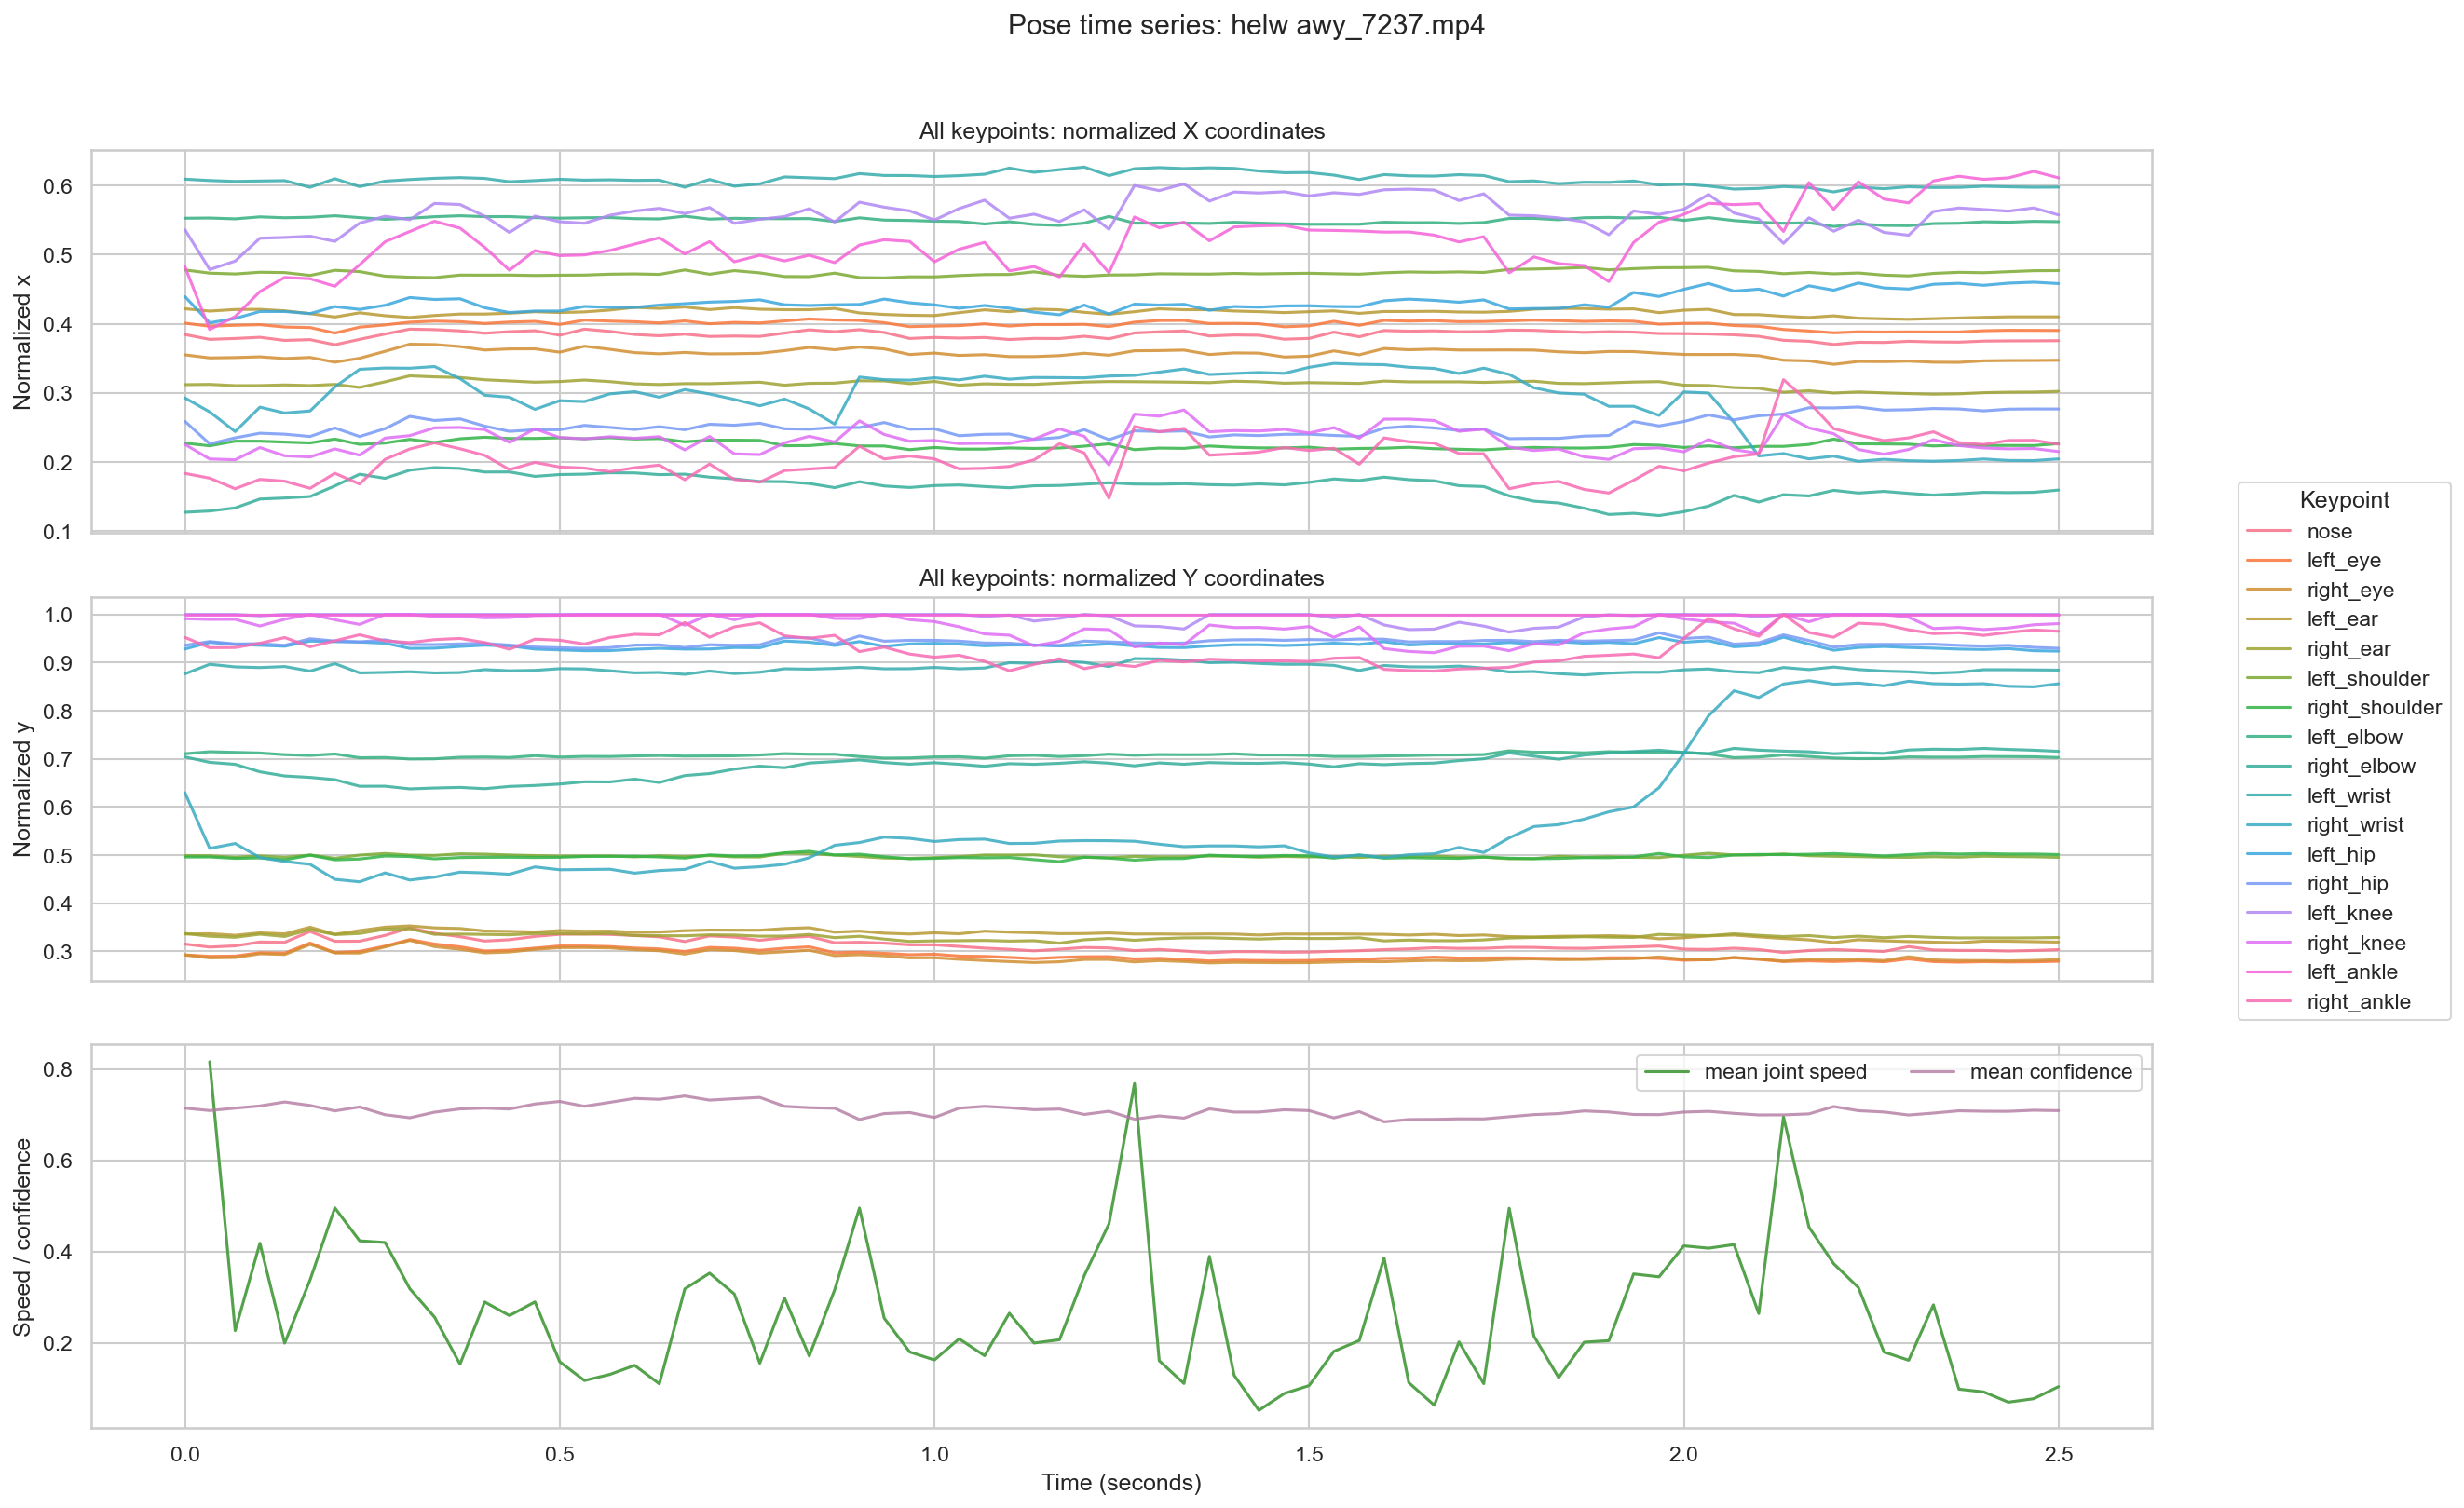 Pose time series: helw awy_7237.mp4
All keypoints: normalized X coordinates
Normalized x
0.6
0.5
0.4
0.3
0.2
0.1
All keypoints: normalized Y coordinates
Normalized y
1.0
0.9
0.8
0.7
0.6
0.5
0.4
0.3
Keypoint
nose
left_eye
right_eye
left_ear
right_ear
left_shoulder
right_shoulder
left_elbow
right_elbow
left_wrist
right_wrist
left_hip
right_hip
left_knee
right_knee
left_ankle
right_ankle
Speed / confidence
0.8
0.6
0.4
0.2
mean joint speed mean confidence
0.0 0.5 1.0 1.5 2.0 2.5
Time (seconds)